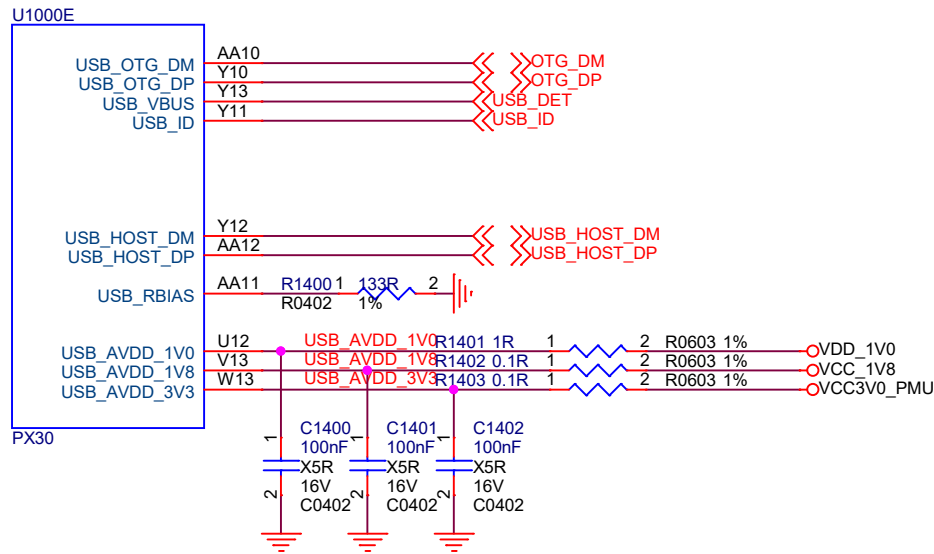 U1000E
USB_OTG_DM AA10 OTG_DM
USB_OTG_DP Y10 OTG_DP
USB_VBUS Y13 USB_DET
USB_ID Y11 USB_ID
USB_HOST_DM Y12 USB_HOST_DM
USB_HOST_DP AA12 USB_HOST_DP
USB_RBIAS AA11 R1400 1 133R 2
R0402 1%
USB_AVDD_1V0 U12 USB_AVDD_1V0 R1401 1R 1 2 R0603 1% VDD_1V0
USB_AVDD_1V8 V13 USB_AVDD_1V8 R1402 0.1R 1 2 R0603 1% VCC_1V8
USB_AVDD_3V3 W13 USB_AVDD_3V3 R1403 0.1R 1 2 R0603 1% VCC3V0_PMU
PX30
1 C1400 1 C1401 1 C1402
100nF 100nF 100nF
X5R X5R X5R
2 16V 2 16V 2 16V
C0402 C0402 C0402